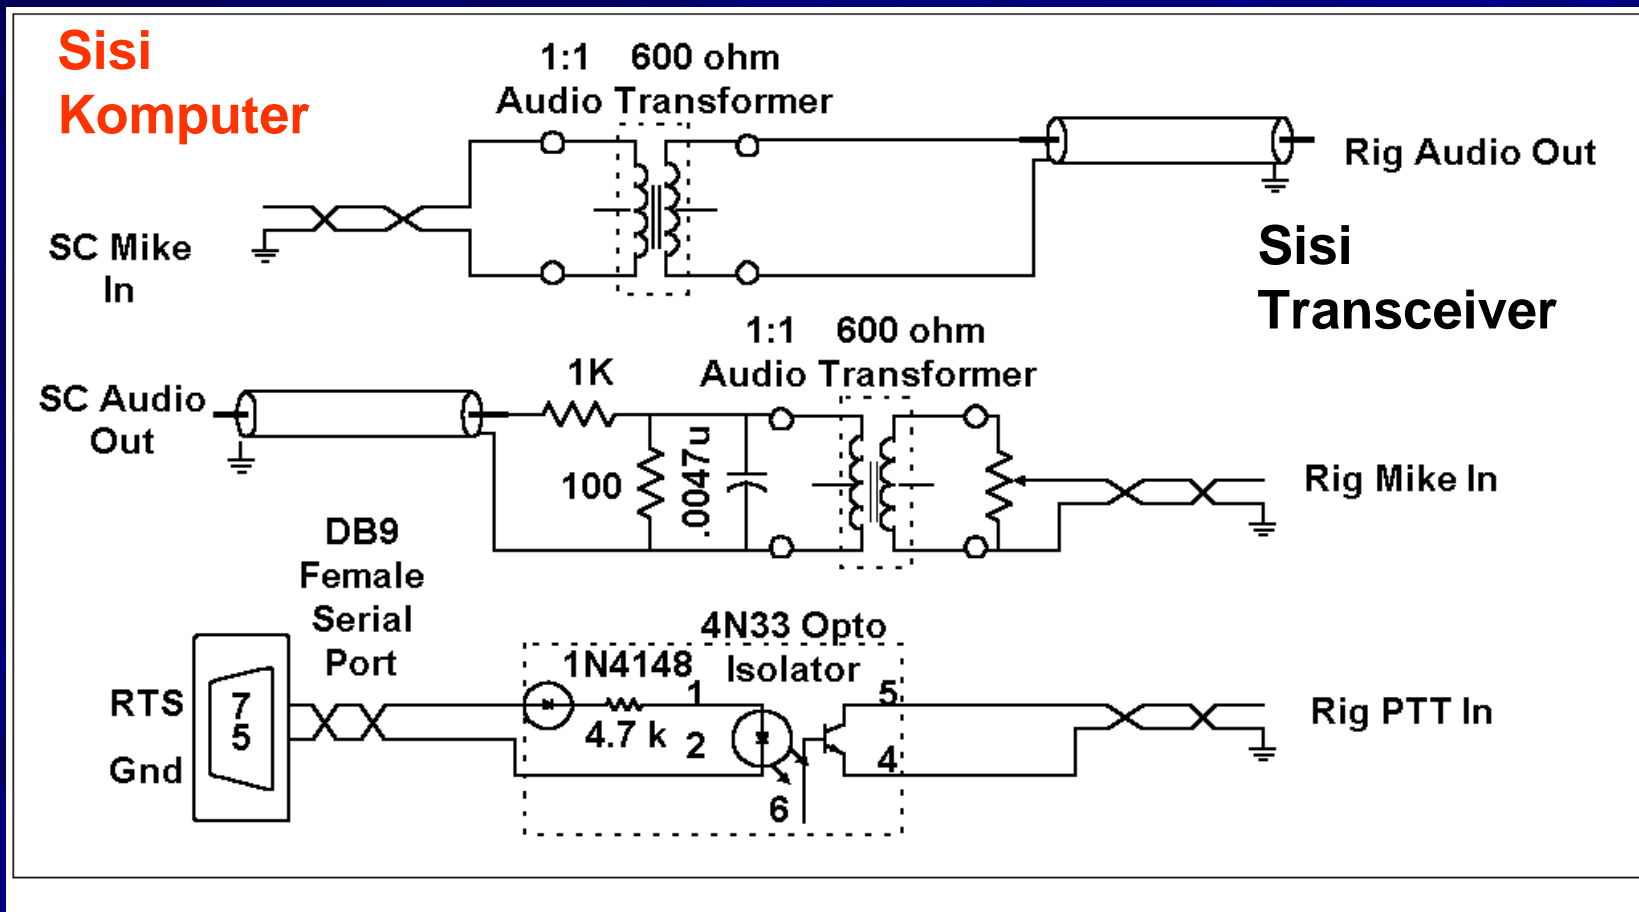 Sisi
Komputer
1:1 600 ohm
Audio Transformer
Rig Audio Out
SC Mike
In
Sisi
Transceiver
1:1 600 ohm
Audio Transformer
1K
SC Audio
Out
100
.0047u
Rig Mike In
DB9
Female
Serial
Port
4N33 Opto
Isolator
1N4148
1
5
RTS
7
4.7 k
2
5
Rig PTT In
Gnd
4
6